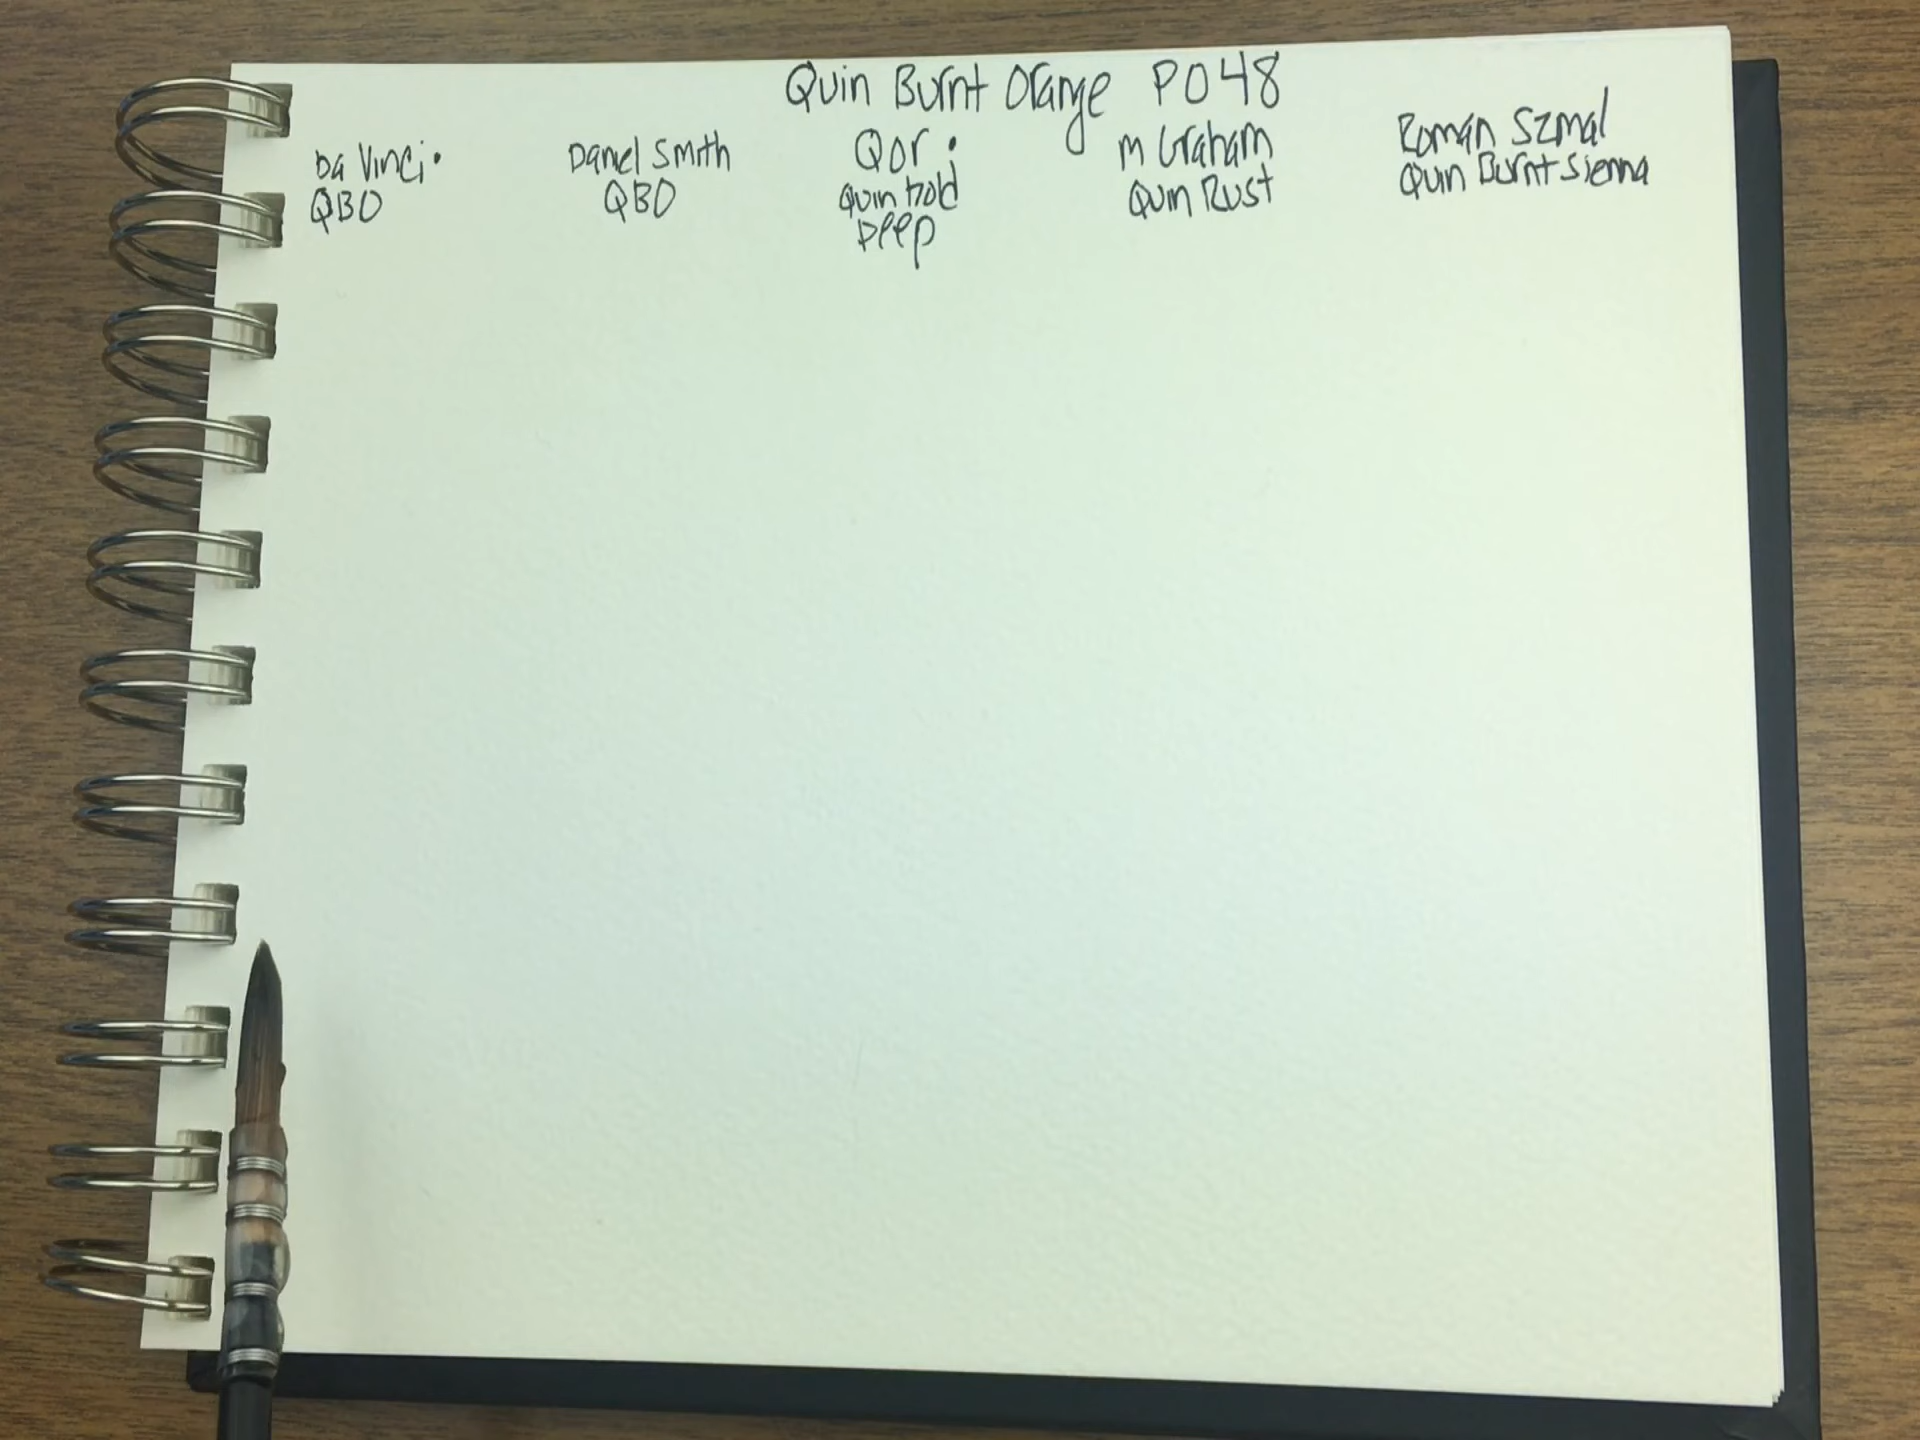 Quin Burnt Orange PO48
Da Vinci
QBO
Daniel Smith
QBO
Qor
Quin Gold
Deep
M Graham
Quin Rust
Roman Szmal
Quin Burnt Sienna